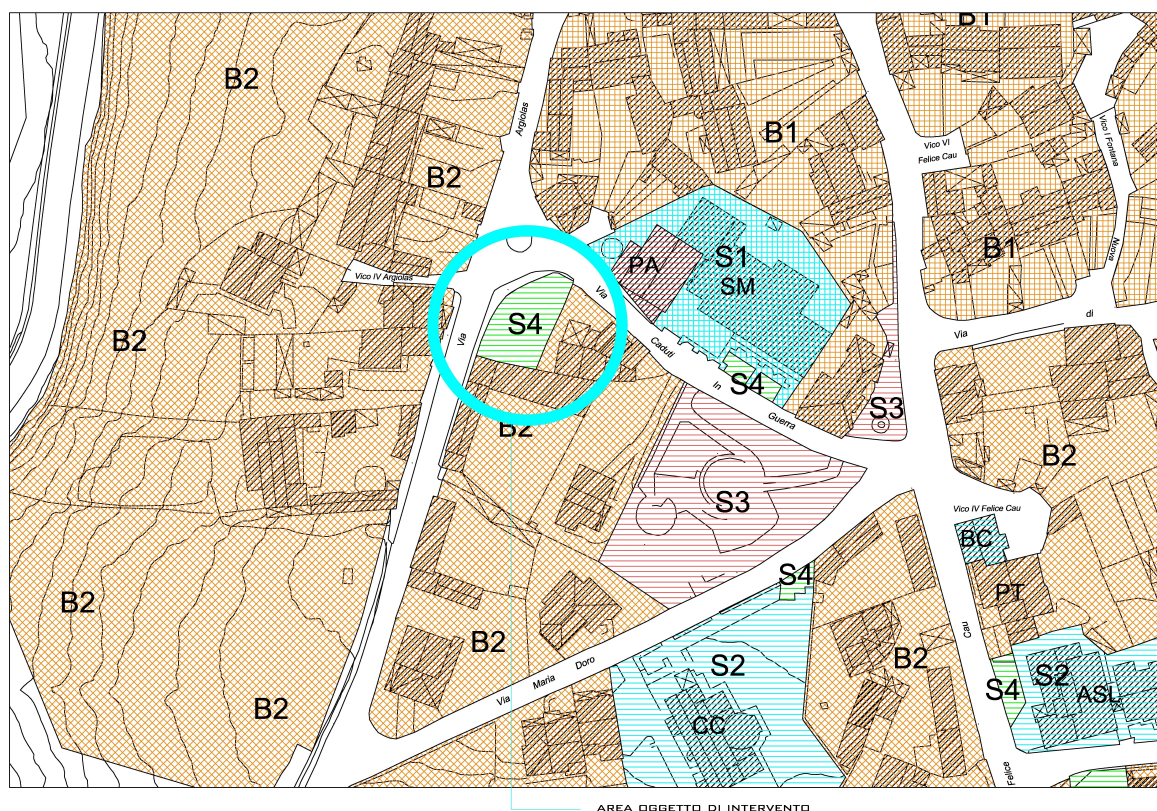 B1
B2
Argiolas
B1
Vico VI
Felice Cau
Vico I Fontana
B2
Nuova
B1
S1
PA
SM
Vico IV Argiolas
Via
S4
Via
Via
di
B2
Caduti
In
Guerra
S4
S3
B2
B2
S3
Vico IV Felice Cau
BC
S4
PT
B2
Cau
B2
S2
B2
Via
Maria
Doro
S4
S2
ASL
B2
CC
Felice
AREA OGGETTO DI INTERVENTO